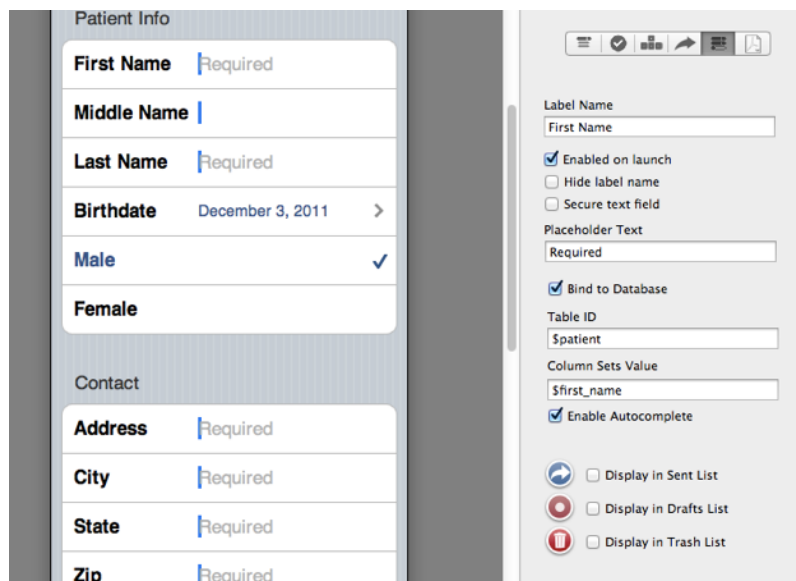 Patient Info
First Name Required
Middle Name
Last Name Required
Birthdate December 3, 2011
Male
Female
Contact
Address Required
City Required
State Required
Zip Required
Label Name
First Name
Enabled on launch
Hide label name
Secure text field
Placeholder Text
Required
Bind to Database
Table ID
$patient
Column Sets Value
$first_name
Enable Autocomplete
Display in Sent List
Display in Drafts List
Display in Trash List